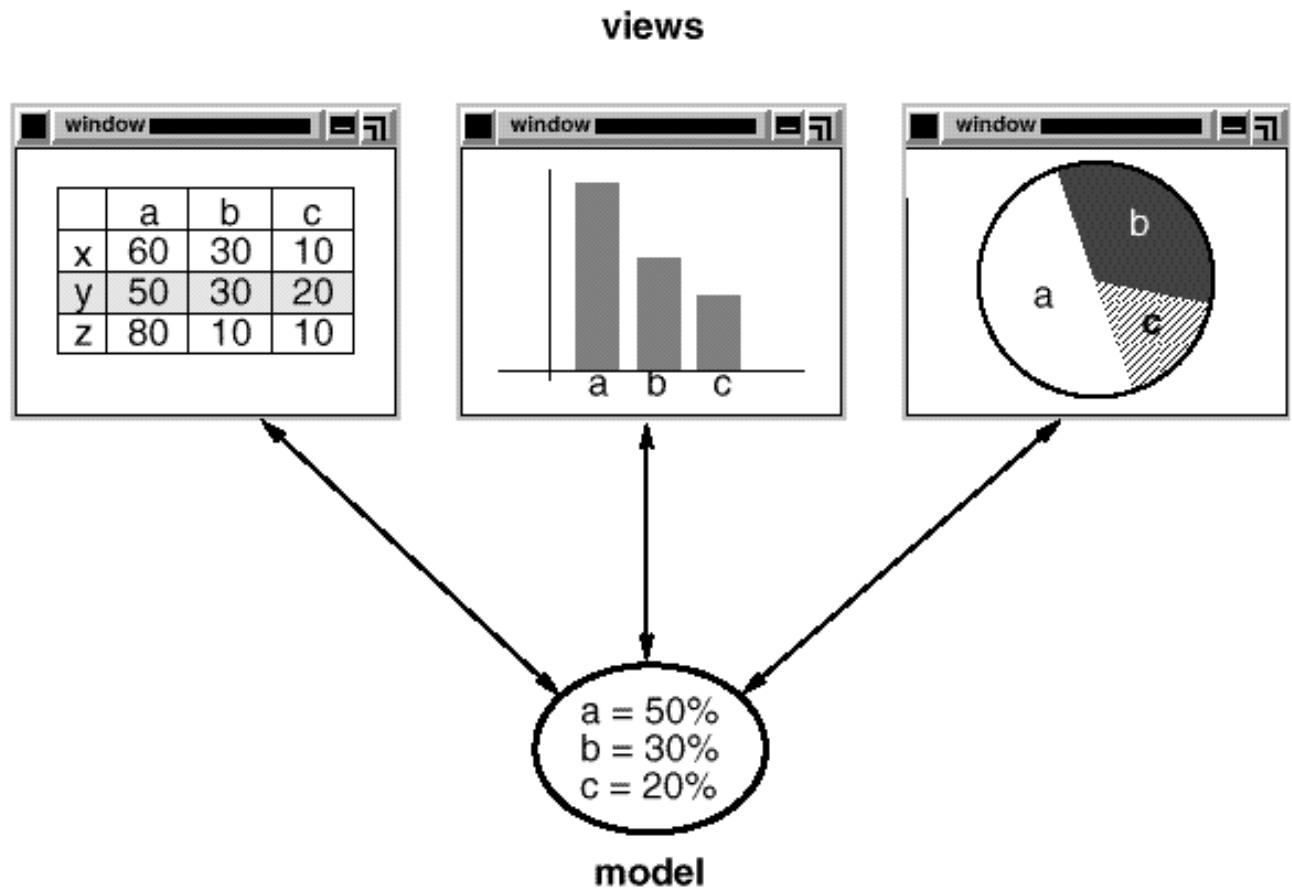 views
window
a b c
x 60 30 10
y 50 30 20
z 80 10 10
window
a b c
window
b
a
c
a = 50%
b = 30%
c = 20%
model